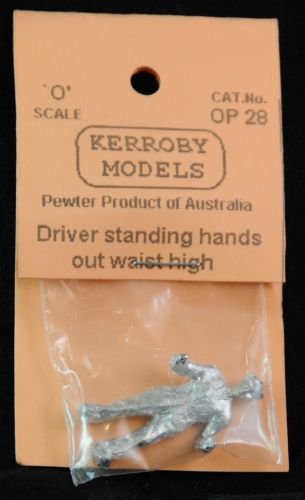 'O' CAT.No.
SCALE OP 28
KERROBY
MODELS
Pewter Product of Australia
Driver standing hands
out waist high